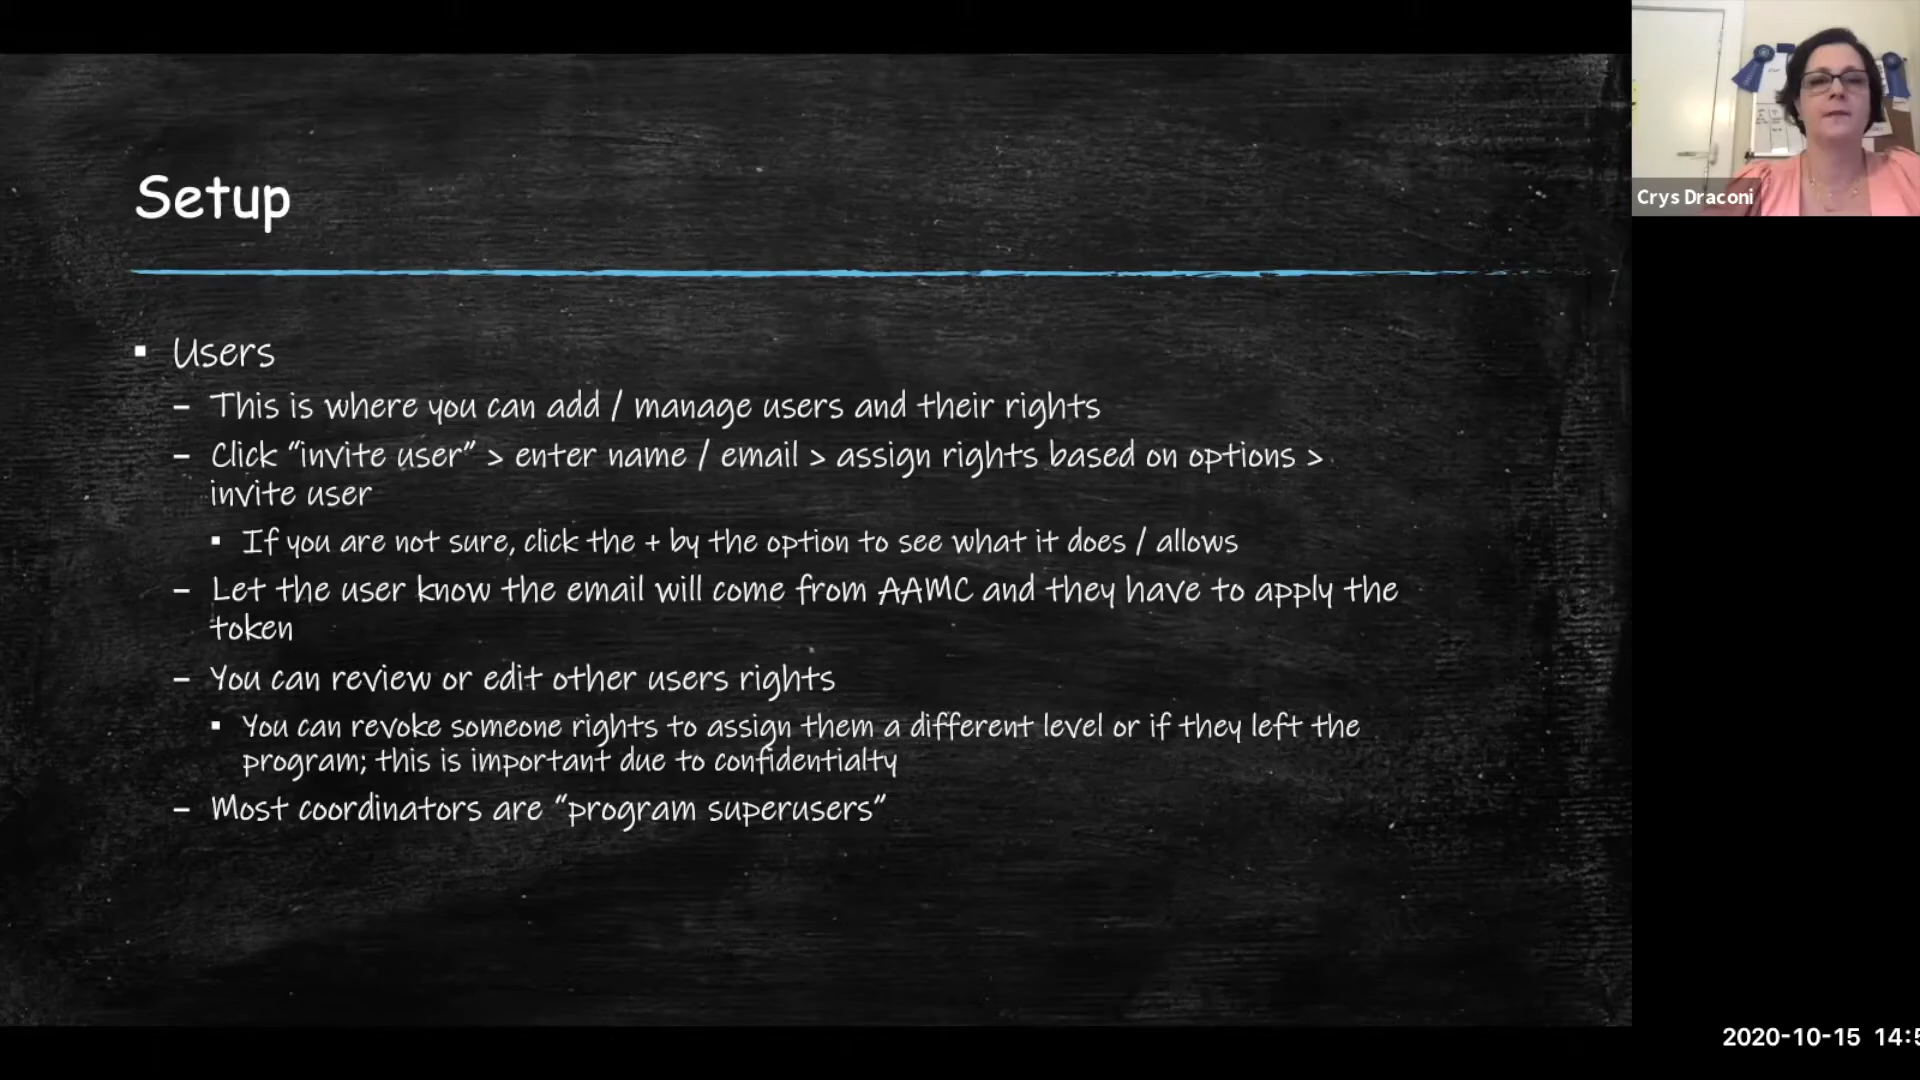 Setup
▪ Users
– This is where you can add / manage users and their rights
– Click “invite user” > enter name / email > assign rights based on options >
invite user
▪ If you are not sure, click the + by the option to see what it does / allows
– Let the user know the email will come from AAMC and they have to apply the
token
– You can review or edit other users rights
▪ You can revoke someone rights to assign them a different level or if they left the
program; this is important due to confidentialty
– Most coordinators are “program superusers”
Crys Draconi
2020-10-15 14:5